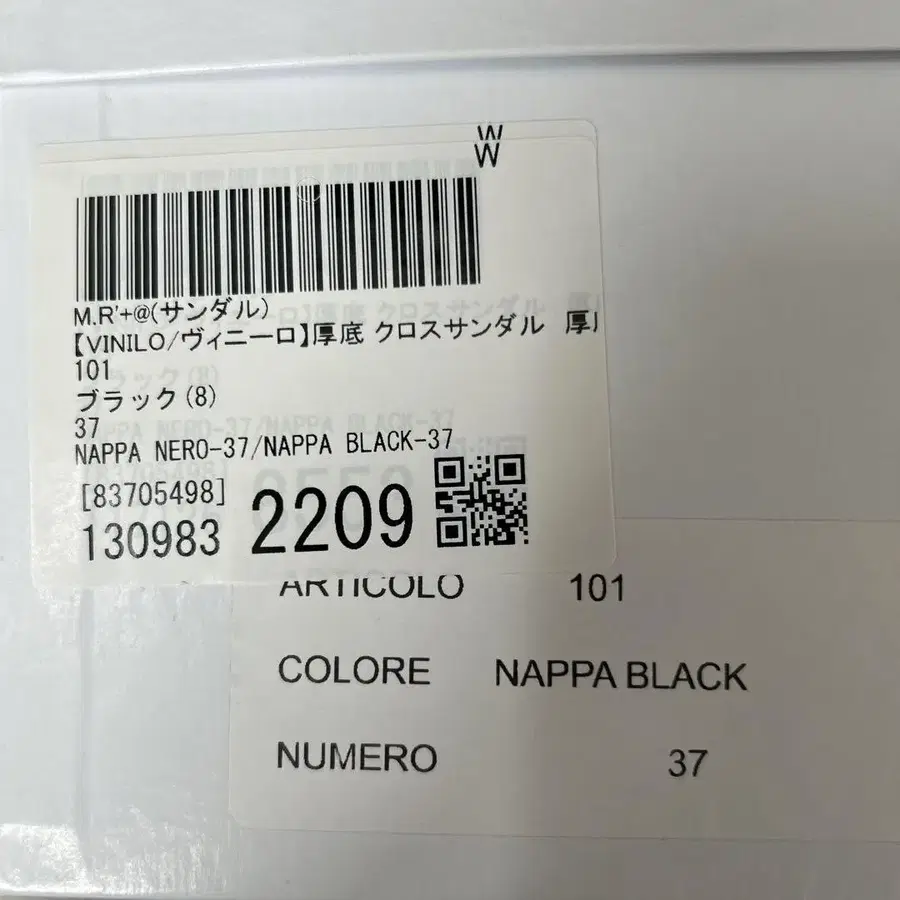 W
W
M.R'+@(サンダル)
【VINILO/ヴィニーロ】厚底 クロスサンダル 厚
101
ブラック(8)
37
NAPPA NERO-37/NAPPA BLACK-37
[83705498]
130983 2209
ARTICOLO 101
COLORE NAPPA BLACK
NUMERO 37